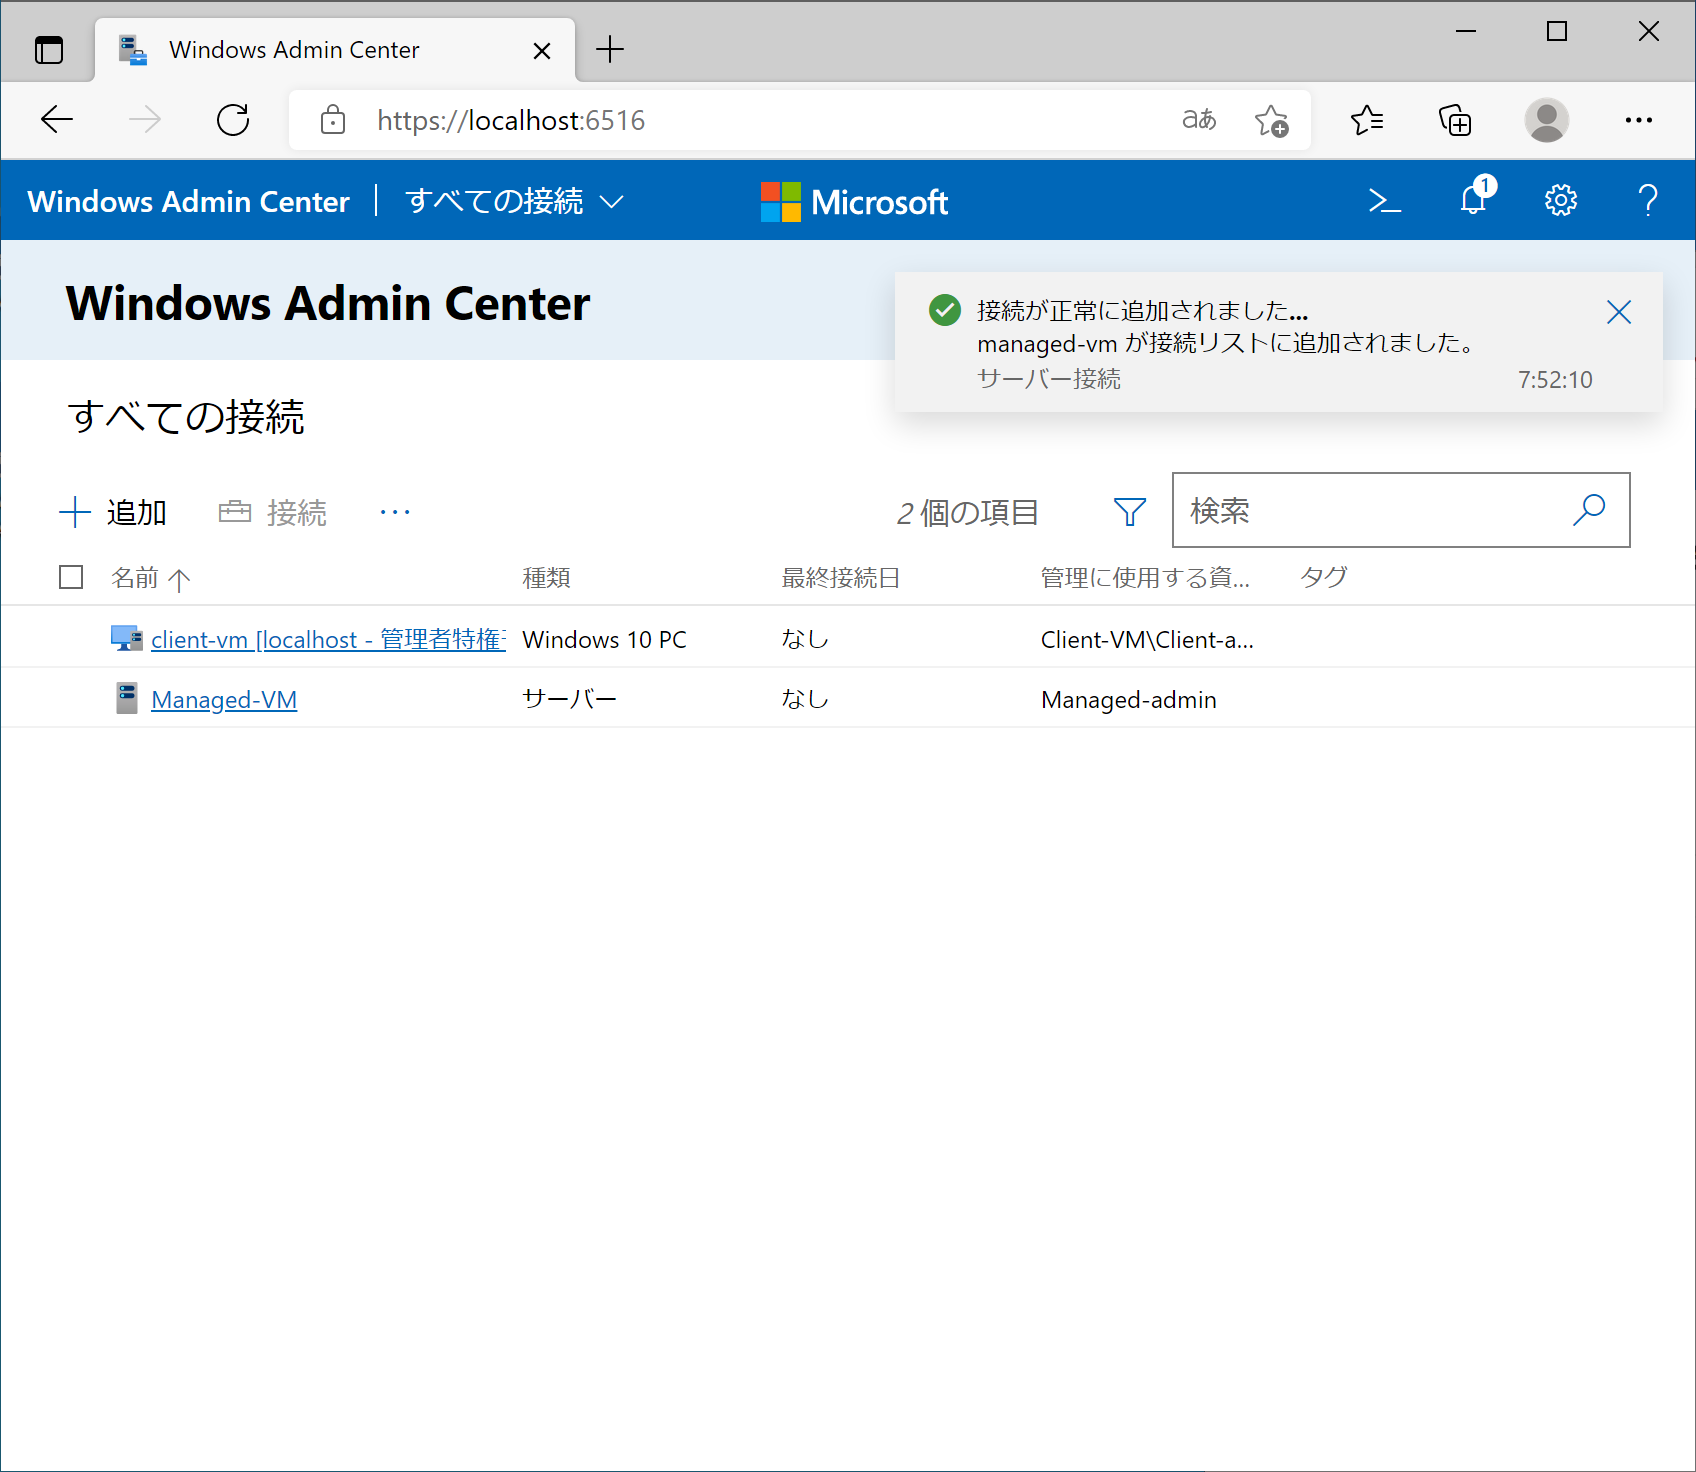 Windows Admin Center
https://localhost:6516
aあ
Windows Admin Center
すべての接続
Microsoft
1
Windows Admin Center
接続が正常に追加されました...
managed-vm が接続リストに追加されました。
サーバー接続
7:52:10
すべての接続
追加
接続
2 個の項目
検索
名前 種類 最終接続日 管理に使用する資... タグ
client-vm [localhost - 管理者特権 Windows 10 PC なし Client-VM\Client-a...
Managed-VM サーバー なし Managed-admin